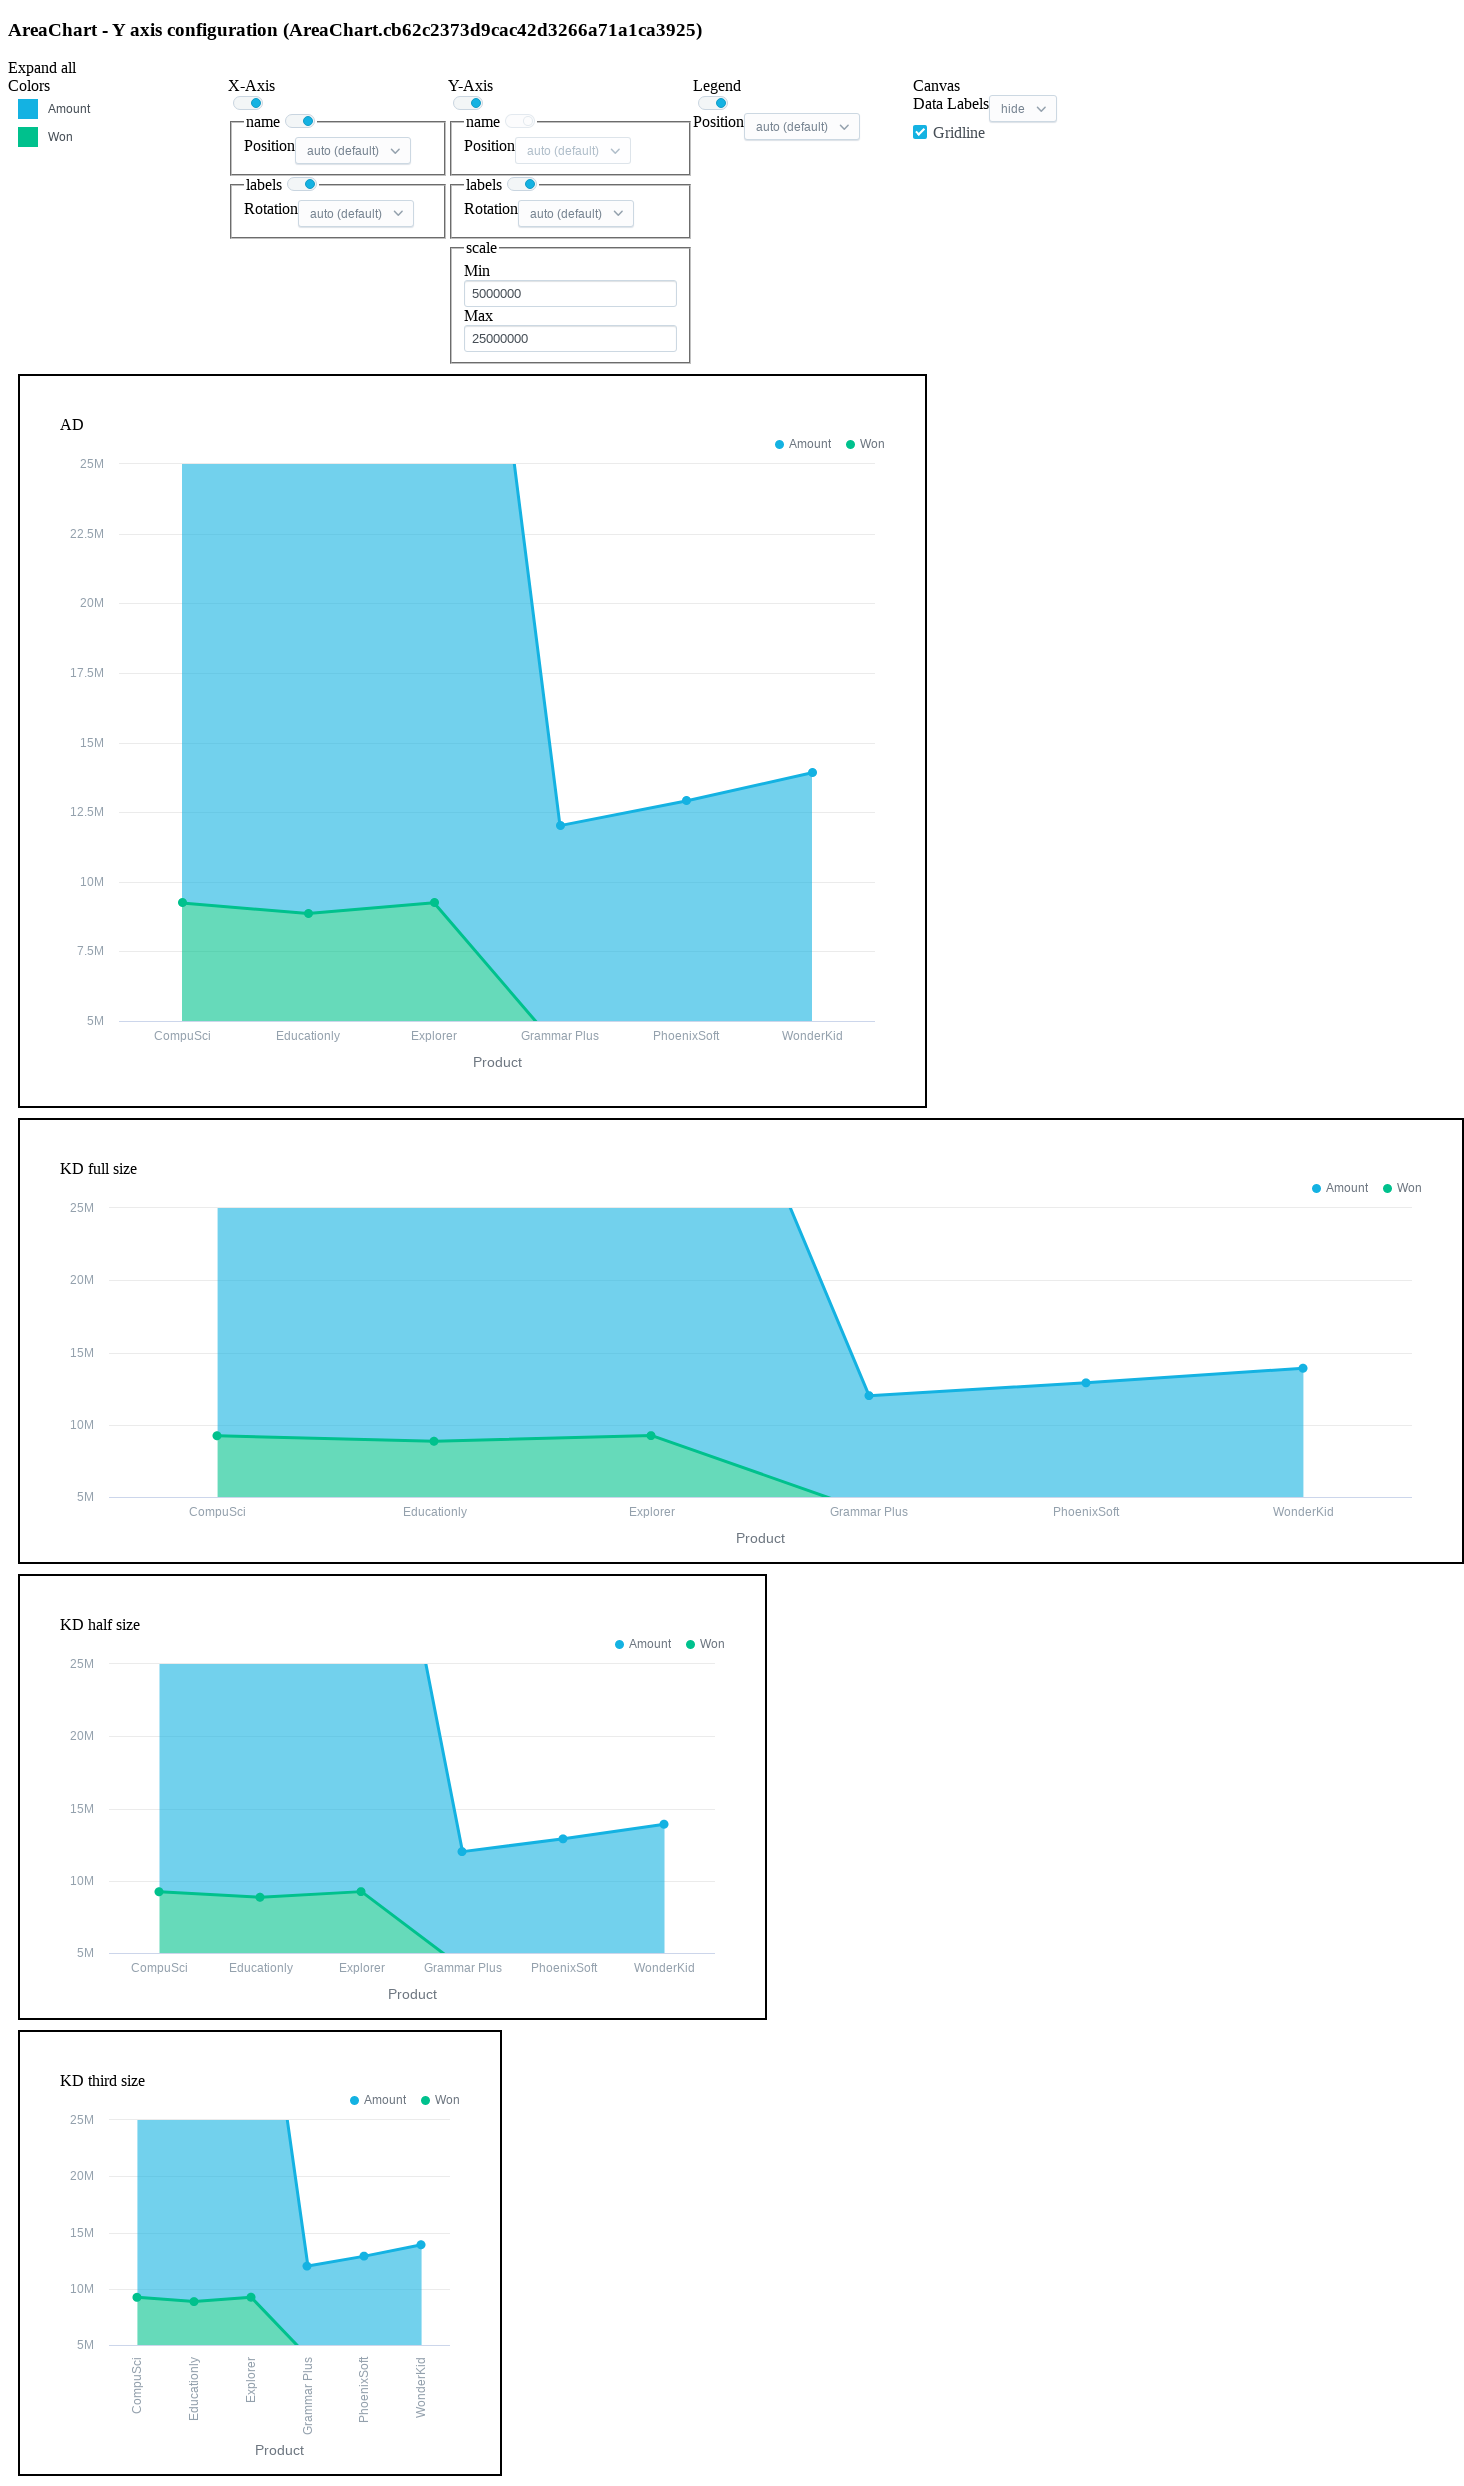 AreaChart - Y axis configuration (AreaChart.cb62c2373d9cac42d3266a71a1ca3925)
Expand all
Colors
Amount
Won
X-Axis
name
Position auto (default)
labels
Rotation auto (default)
Y-Axis
name
Position auto (default)
labels
Rotation auto (default)
scale
Min
5000000
Max
25000000
Legend
Position auto (default)
Canvas
Data Labels hide
Gridline
AD
Amount Won
25M
22.5M
20M
17.5M
15M
12.5M
10M
7.5M
5M
CompuSci Educationly Explorer Grammar Plus PhoenixSoft WonderKid
Product
KD full size
Amount Won
25M
20M
15M
10M
5M
CompuSci Educationly Explorer Grammar Plus PhoenixSoft WonderKid
Product
KD half size
Amount Won
25M
20M
15M
10M
5M
CompuSci Educationly Explorer Grammar Plus PhoenixSoft WonderKid
Product
KD third size
Amount Won
25M
20M
15M
10M
5M
CompuSci
Educationly
Explorer
Grammar Plus
PhoenixSoft
WonderKid
Product